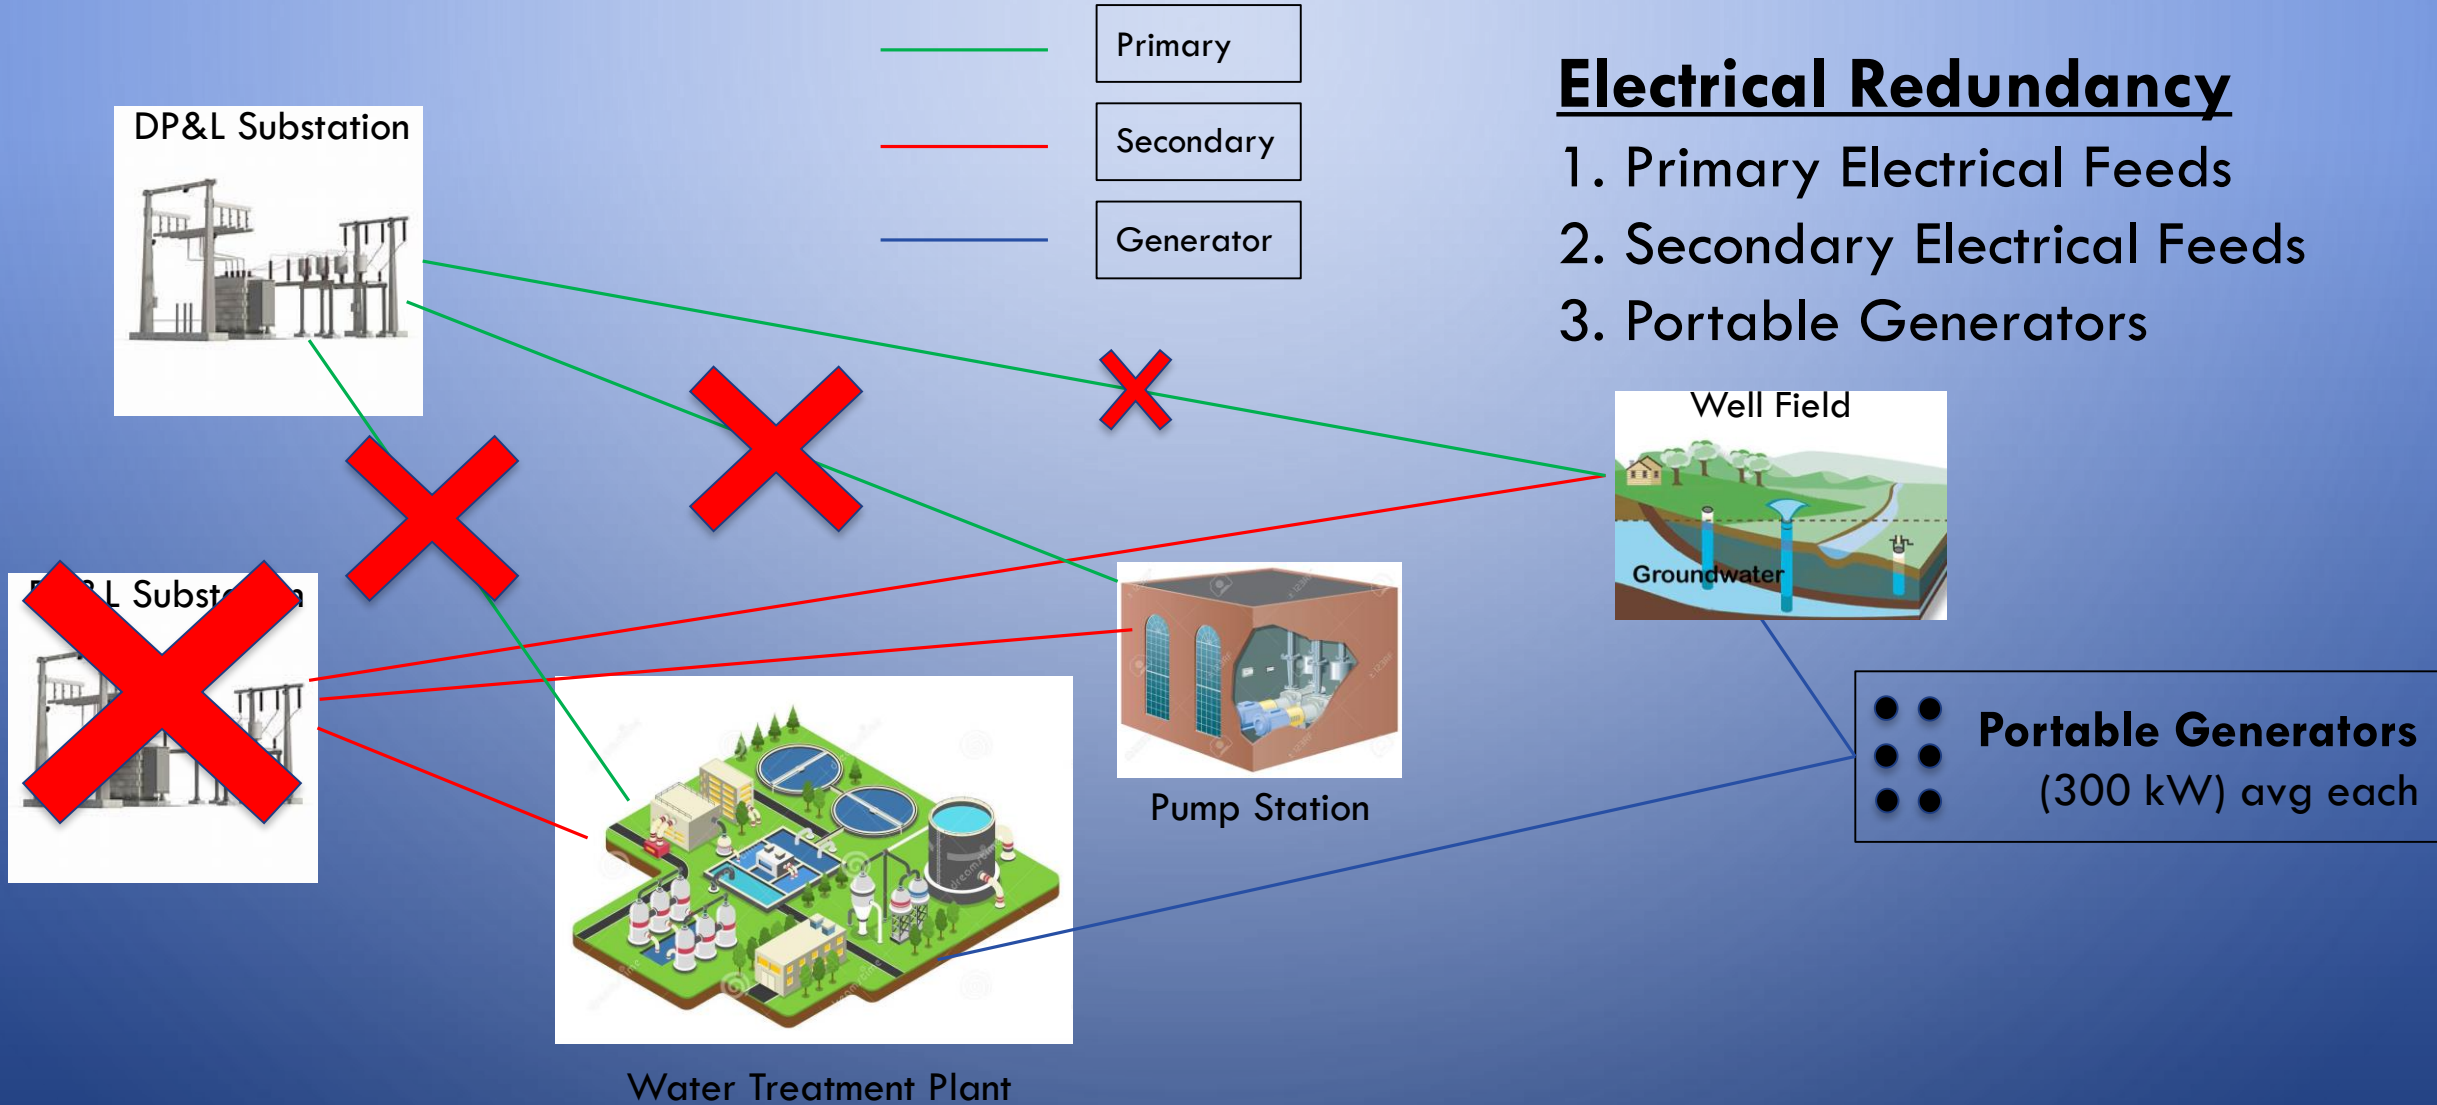 Primary
Secondary
Generator
Electrical Redundancy
1. Primary Electrical Feeds
2. Secondary Electrical Feeds
3. Portable Generators
DP&L Substation
Well Field
Groundwater
Pump Station
Portable Generators
(300 kW) avg each
Water Treatment Plant